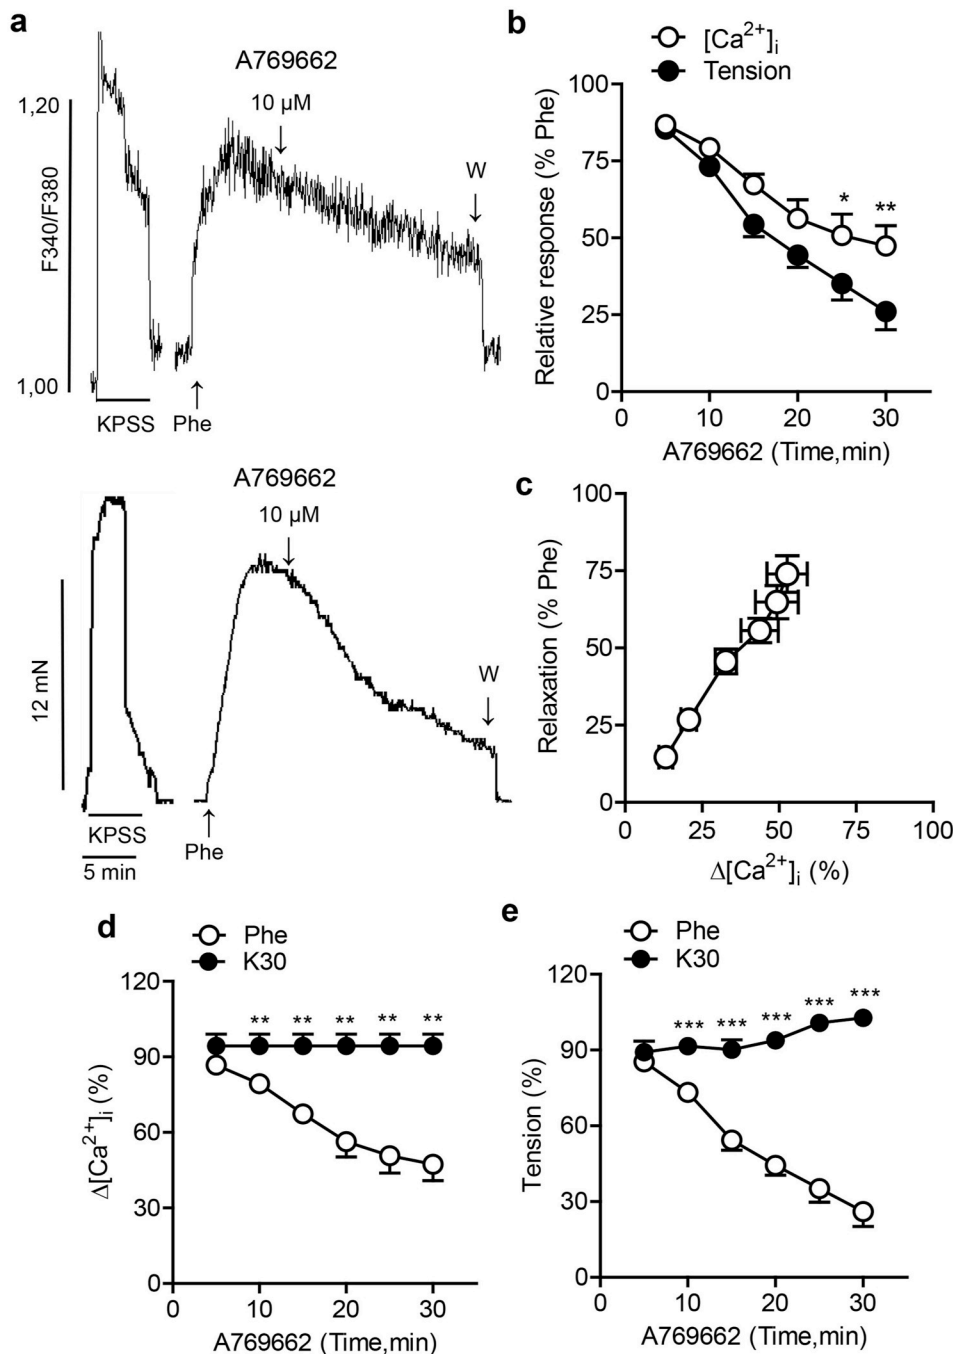 a
A769662
10 µM
W
1,20
F340/F380
1,00
KPSS
Phe
A769662
10 µM
W
12 mN
KPSS
Phe
5 min
b
[Ca2+]i
Tension
Relative response (% Phe)
100
75
50
25
0
* **
0 10 20 30
A769662 (Time,min)
c
Relaxation (% Phe)
100
75
50
25
0
0 25 50 75 100
Δ[Ca2+]i (%)
d
Phe
K30
Δ[Ca2+]i (%)
120
90
60
30
0
** ** ** ** **
0 10 20 30
A769662 (Time,min)
e
Phe
K30
Tension (%)
120
90
60
30
0
*** *** *** *** ***
0 10 20 30
A769662 (Time,min)